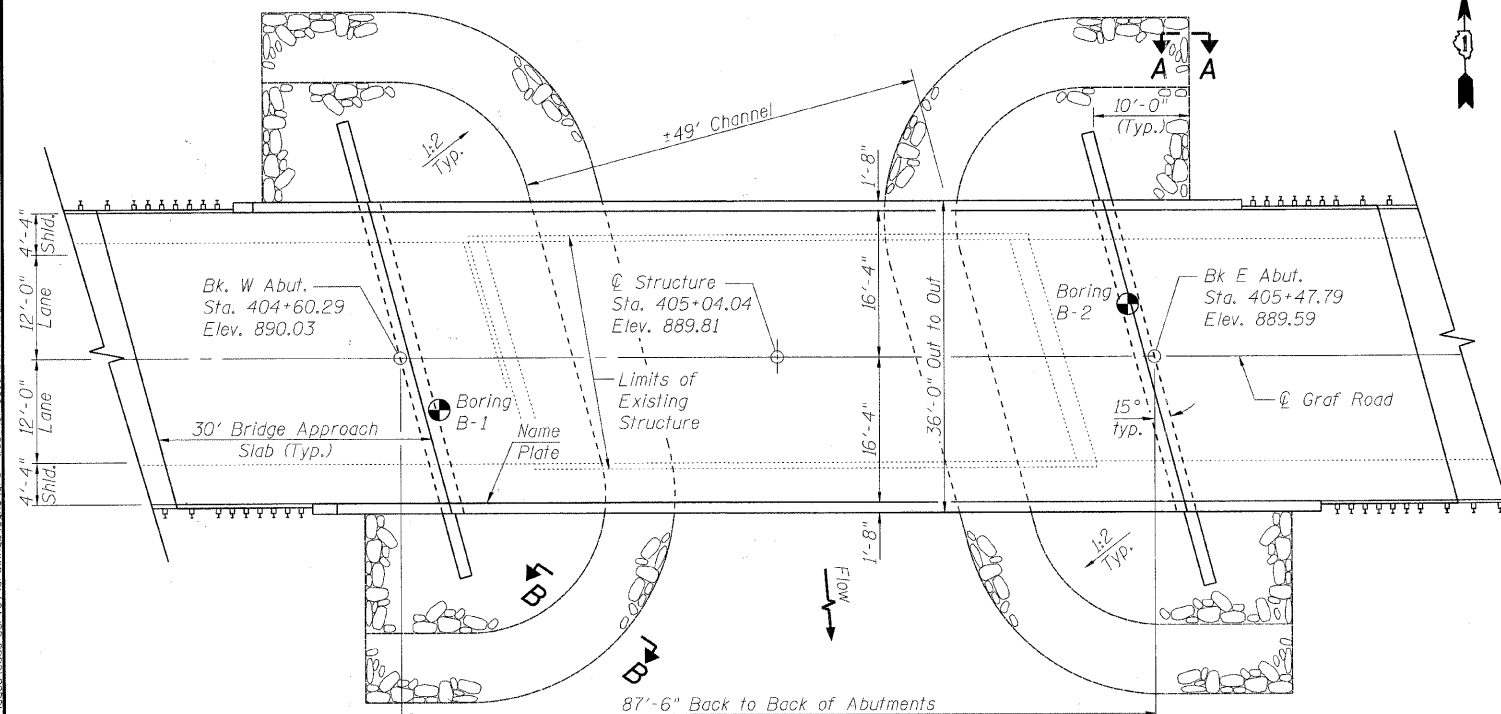 A A
10'-0"
(Typ.)
±49' Channel
1:2
Typ.
1'-8"
4'-4"
Shld.
12'-0"
Lane
12'-0"
Lane
4'-4"
Shld.
Bk. W Abut.
Sta. 404+60.29
Elev. 890.03
℄ Structure
Sta. 405+04.04
Elev. 889.81
16'-4"
16'-4"
36'-0" Out to Out
Boring
B-2
Bk E Abut.
Sta. 405+47.79
Elev. 889.59
Limits of
Existing
Structure
Boring
B-1
Name
Plate
30' Bridge Approach
Slab (Typ.)
15°
typ.
℄ Graf Road
1'-8"
1:2
Typ.
Flow
B
B
87'-6" Back to Back of Abutments